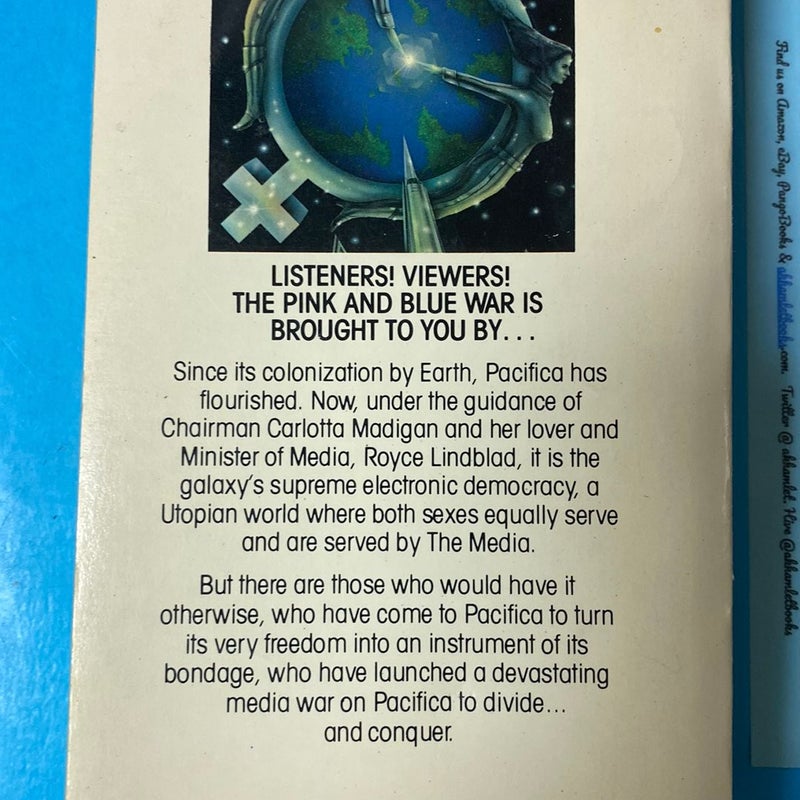 LISTENERS! VIEWERS!
THE PINK AND BLUE WAR IS
BROUGHT TO YOU BY...
Since its colonization by Earth, Pacifica has
flourished. Now, under the guidance of
Chairman Carlotta Madigan and her lover and
Minister of Media, Royce Lindblad, it is the
galaxy's supreme electronic democracy, a
Utopian world where both sexes equally serve
and are served by The Media.
But there are those who would have it
otherwise, who have come to Pacifica to turn
its very freedom into an instrument of its
bondage, who have launched a devastating
media war on Pacifica to divide...
and conquer.
Find us on Amazon, eBay, PangoBooks & akhamletbooks.com. Twitter @ akhamlet. Hive @akhamletbooks